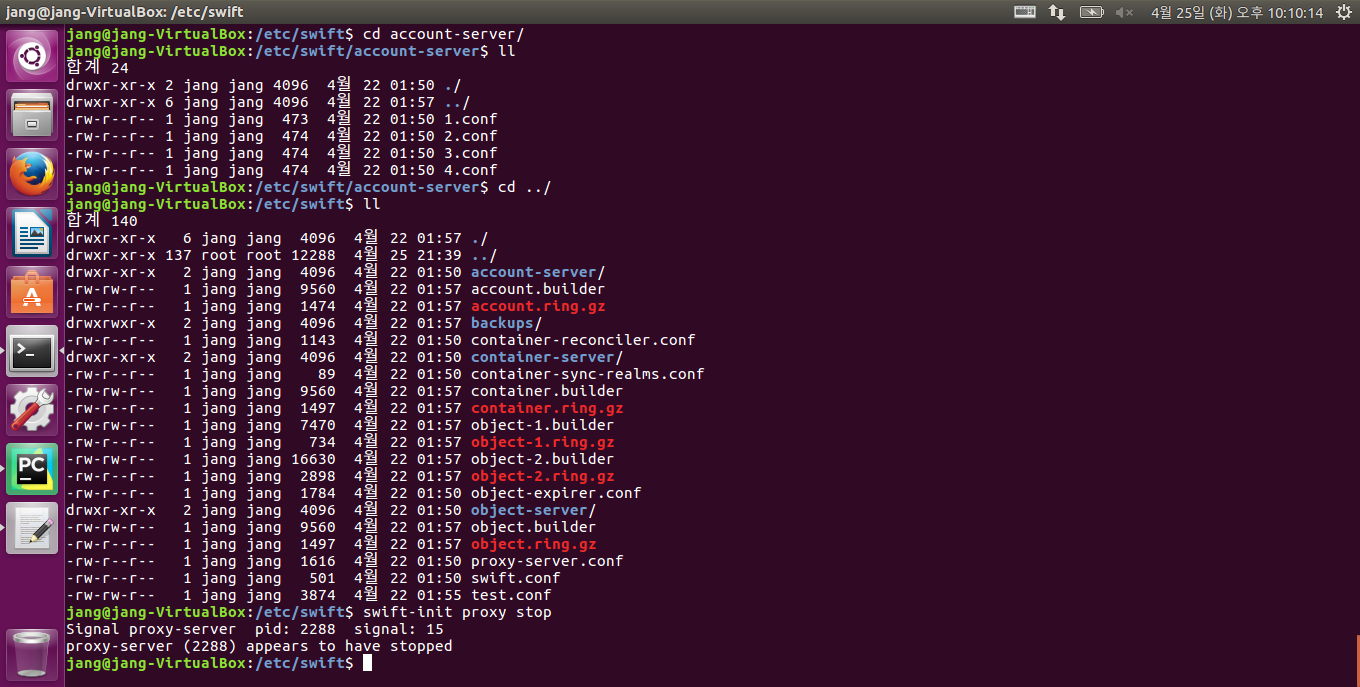 jang@jang-VirtualBox: /etc/swift
4월 25일 (화) 오후 10:10:14
jang@jang-VirtualBox:/etc/swift$ cd account-server/
jang@jang-VirtualBox:/etc/swift/account-server$ ll
합계 24
drwxr-xr-x 2 jang jang 4096  4월 22 01:50 ./
drwxr-xr-x 6 jang jang 4096  4월 22 01:57 ../
-rw-r--r-- 1 jang jang  473  4월 22 01:50 1.conf
-rw-r--r-- 1 jang jang  474  4월 22 01:50 2.conf
-rw-r--r-- 1 jang jang  474  4월 22 01:50 3.conf
-rw-r--r-- 1 jang jang  474  4월 22 01:50 4.conf
jang@jang-VirtualBox:/etc/swift/account-server$ cd ../
jang@jang-VirtualBox:/etc/swift$ ll
합계 140
drwxr-xr-x   6 jang jang  4096  4월 22 01:57 ./
drwxr-xr-x 137 root root 12288  4월 25 21:39 ../
drwxr-xr-x   2 jang jang  4096  4월 22 01:50 account-server/
-rw-rw-r--   1 jang jang  9560  4월 22 01:57 account.builder
-rw-r--r--   1 jang jang  1474  4월 22 01:57 account.ring.gz
drwxrwxr-x   2 jang jang  4096  4월 22 01:57 backups/
-rw-r--r--   1 jang jang  1143  4월 22 01:50 container-reconciler.conf
drwxr-xr-x   2 jang jang  4096  4월 22 01:50 container-server/
-rw-r--r--   1 jang jang    89  4월 22 01:50 container-sync-realms.conf
-rw-rw-r--   1 jang jang  9560  4월 22 01:57 container.builder
-rw-r--r--   1 jang jang  1497  4월 22 01:57 container.ring.gz
-rw-rw-r--   1 jang jang  7470  4월 22 01:57 object-1.builder
-rw-r--r--   1 jang jang   734  4월 22 01:57 object-1.ring.gz
-rw-rw-r--   1 jang jang 16630  4월 22 01:57 object-2.builder
-rw-r--r--   1 jang jang  2898  4월 22 01:57 object-2.ring.gz
-rw-r--r--   1 jang jang  1784  4월 22 01:50 object-expirer.conf
drwxr-xr-x   2 jang jang  4096  4월 22 01:50 object-server/
-rw-rw-r--   1 jang jang  9560  4월 22 01:57 object.builder
-rw-r--r--   1 jang jang  1497  4월 22 01:57 object.ring.gz
-rw-r--r--   1 jang jang  1616  4월 22 01:50 proxy-server.conf
-rw-r--r--   1 jang jang   501  4월 22 01:50 swift.conf
-rw-rw-r--   1 jang jang  3874  4월 22 01:55 test.conf
jang@jang-VirtualBox:/etc/swift$ swift-init proxy stop
Signal proxy-server  pid: 2288  signal: 15
proxy-server (2288) appears to have stopped
jang@jang-VirtualBox:/etc/swift$
PC